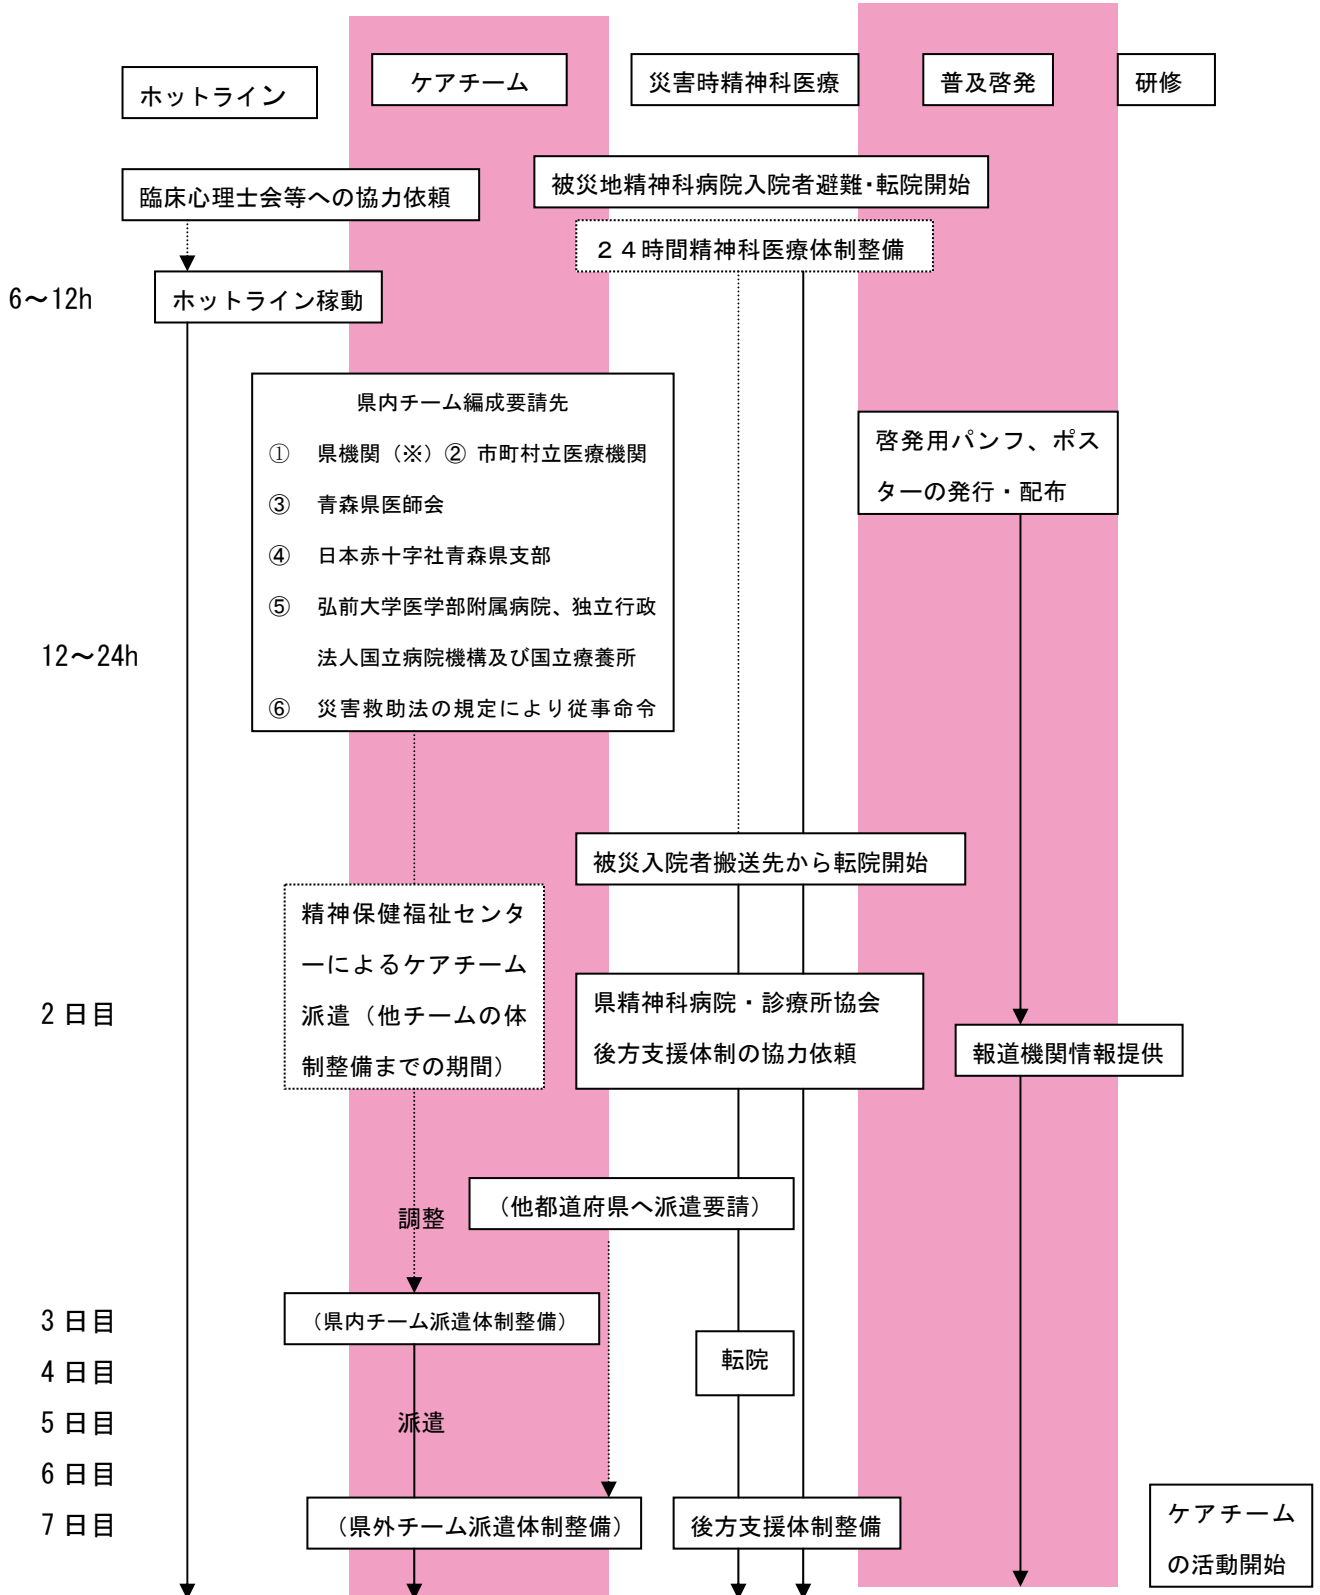 ホットライン
ケアチーム
災害時精神科医療
普及啓発
研修
臨床心理士会等への協力依頼
被災地精神科病院入院者避難・転院開始
２４時間精神科医療体制整備
6～12h
ホットライン稼動
県内チーム編成要請先
① 県機関（※）② 市町村立医療機関
③ 青森県医師会
④ 日本赤十字社青森県支部
⑤ 弘前大学医学部附属病院、独立行政
法人国立病院機構及び国立療養所
⑥ 災害救助法の規定により従事命令
啓発用パンフ、ポス
ターの発行・配布
12～24h
被災入院者搬送先から転院開始
精神保健福祉センタ
ーによるケアチーム
派遣（他チームの体
制整備までの期間）
県精神科病院・診療所協会
後方支援体制の協力依頼
2 日目
報道機関情報提供
（他都道府県へ派遣要請）
調整
3 日目
（県内チーム派遣体制整備）
4 日目
転院
5 日目
派遣
6 日目
7 日目
（県外チーム派遣体制整備）
後方支援体制整備
ケアチーム
の活動開始